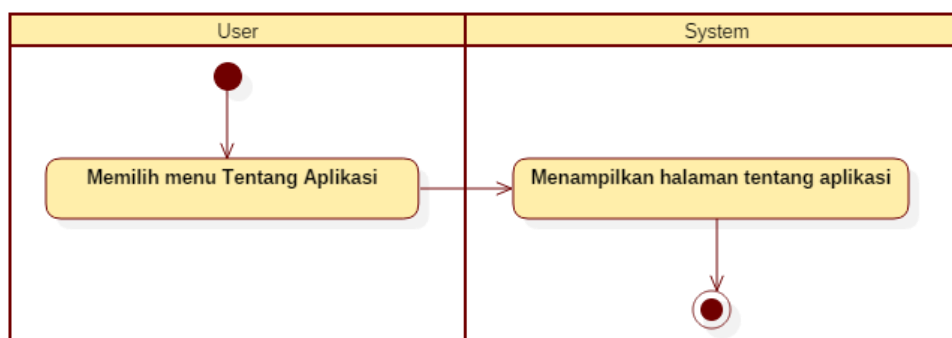 User
System
Memilih menu Tentang Aplikasi
Menampilkan halaman tentang aplikasi